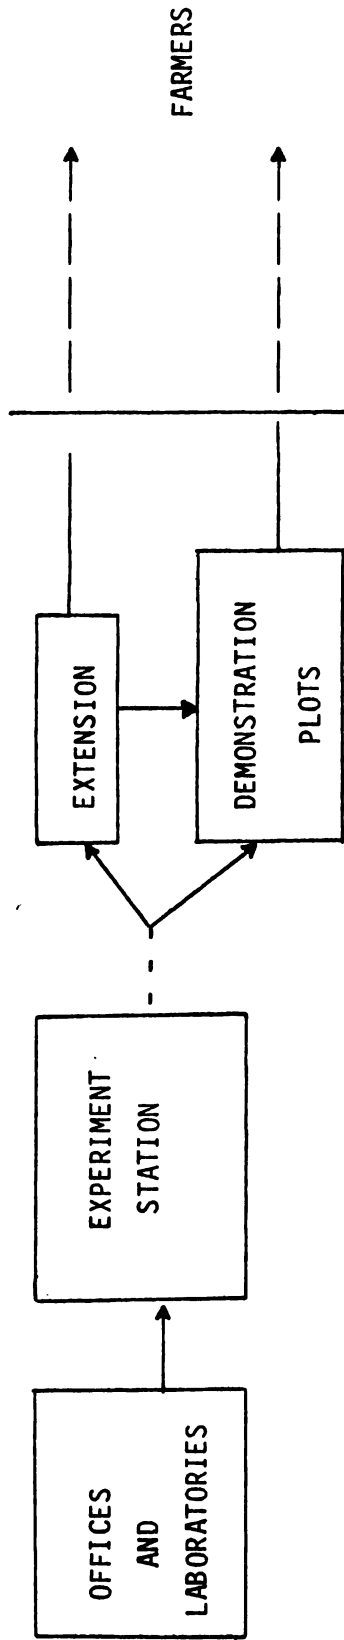 OFFICES
AND
LABORATORIES
EXPERIMENT
STATION
EXTENSION
DEMONSTRATION
PLOTS
FARMERS